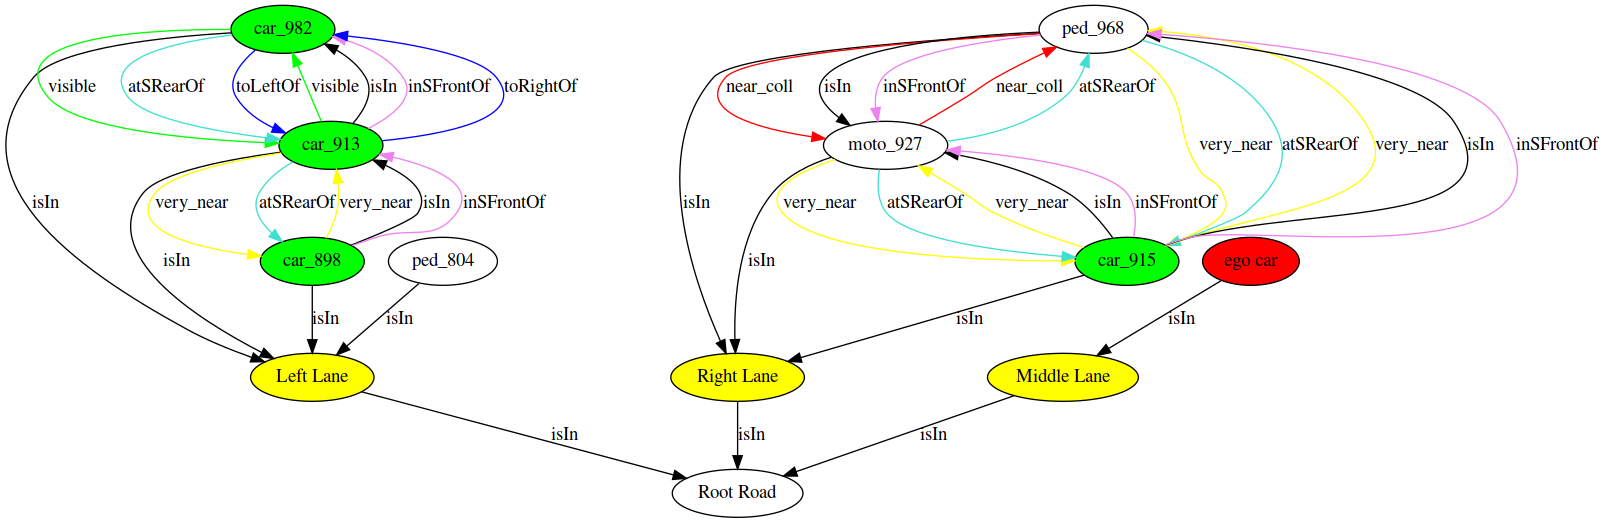 car_982
ped_968
visible
atSRearOf
toLeftOf
visible
isIn
inSFrontOf
toRightOf
near_coll
isIn
inSFrontOf
near_coll
atSRearOf
car_913
moto_927
very_near
atSRearOf
very_near
isIn
isIn
very_near
atSRearOf
very_near
isIn
inSFrontOf
isIn
very_near
atSRearOf
very_near
isIn
inSFrontOf
inSFrontOf
isIn
isIn
car_898
ped_804
car_915
ego car
isIn
isIn
isIn
isIn
Left Lane
Right Lane
Middle Lane
isIn
isIn
isIn
Root Road